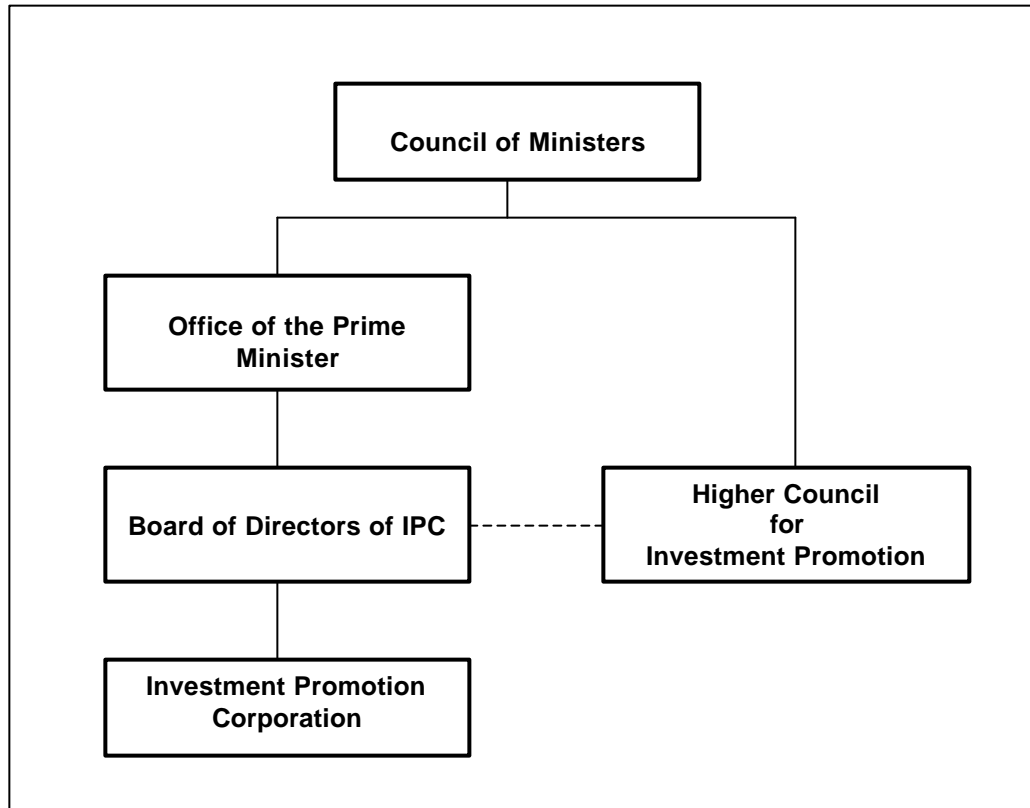 Council of Ministers
Office of the Prime
Minister
Board of Directors of IPC
Higher Council
for
Investment Promotion
Investment Promotion
Corporation